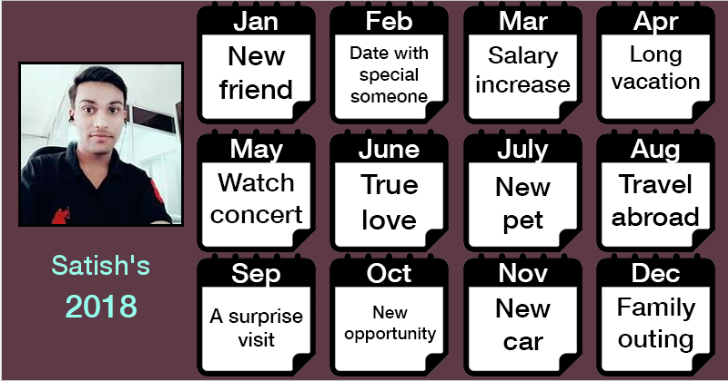 Jan
New
friend
Feb
Date with
special
someone
Mar
Salary
increase
Apr
Long
vacation
May
Watch
concert
June
True
love
July
New
pet
Aug
Travel
abroad
Satish's
2018
Sep
A surprise
visit
Oct
New
opportunity
Nov
New
car
Dec
Family
outing